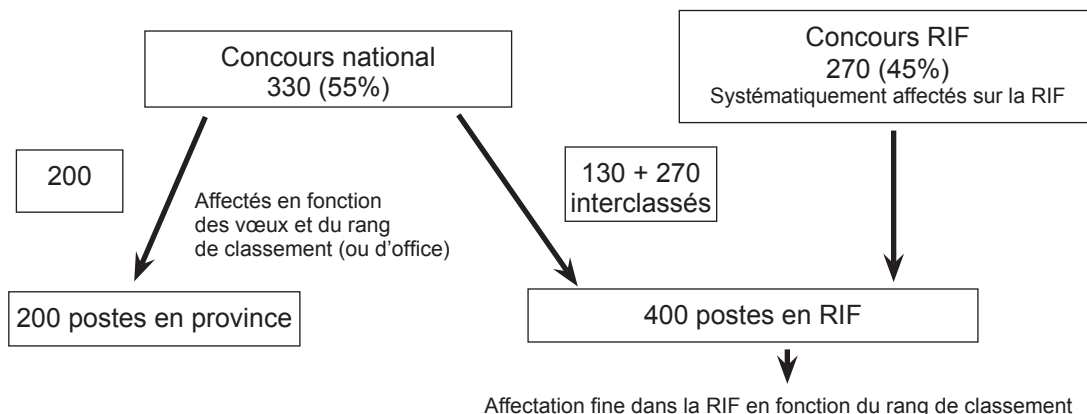 Concours national
330 (55%)
Concours RIF
270 (45%)
Systématiquement affectés sur la RIF
200
Affectés en fonction
des vœux et du rang
de classement (ou d’office)
130 + 270
interclassés
200 postes en province
400 postes en RIF
Affectation fine dans la RIF en fonction du rang de classement